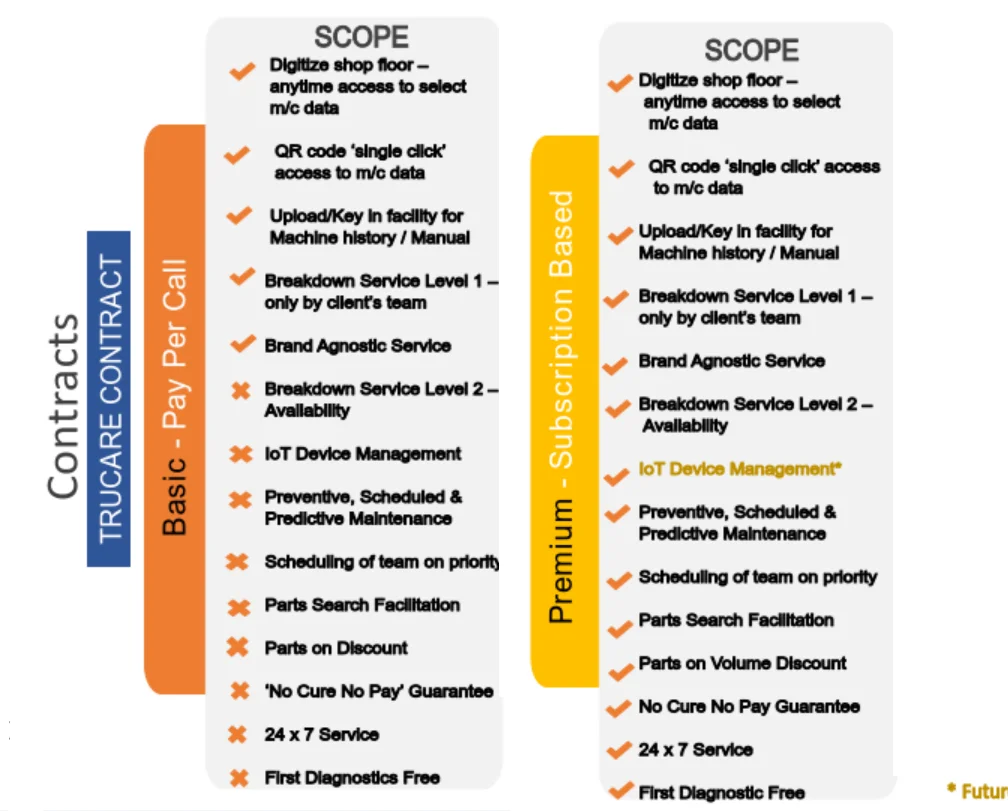 Contracts
TRUCARE CONTRACT
Basic - Pay Per Call
SCOPE
Digitize shop floor –
anytime access to select
m/c data
QR code ‘single click’
access to m/c data
Upload/Key in facility for
Machine history / Manual
Breakdown Service Level 1 –
only by client's team
Brand Agnostic Service
Breakdown Service Level 2 –
Availability
IoT Device Management
Preventive, Scheduled &
Predictive Maintenance
Scheduling of team on priority
Parts Search Facilitation
Parts on Discount
‘No Cure No Pay’ Guarantee
24 x 7 Service
First Diagnostics Free
Premium - Subscription Based
SCOPE
Digitize shop floor –
anytime access to select
m/c data
QR code ‘single click’ access
to m/c data
Upload/Key in facility for
Machine history / Manual
Breakdown Service Level 1 –
only by client's team
Brand Agnostic Service
Breakdown Service Level 2 –
Availability
IoT Device Management*
Preventive, Scheduled &
Predictive Maintenance
Scheduling of team on priority
Parts Search Facilitation
Parts on Volume Discount
No Cure No Pay Guarantee
24 x 7 Service
First Diagnostic Free
* Futur